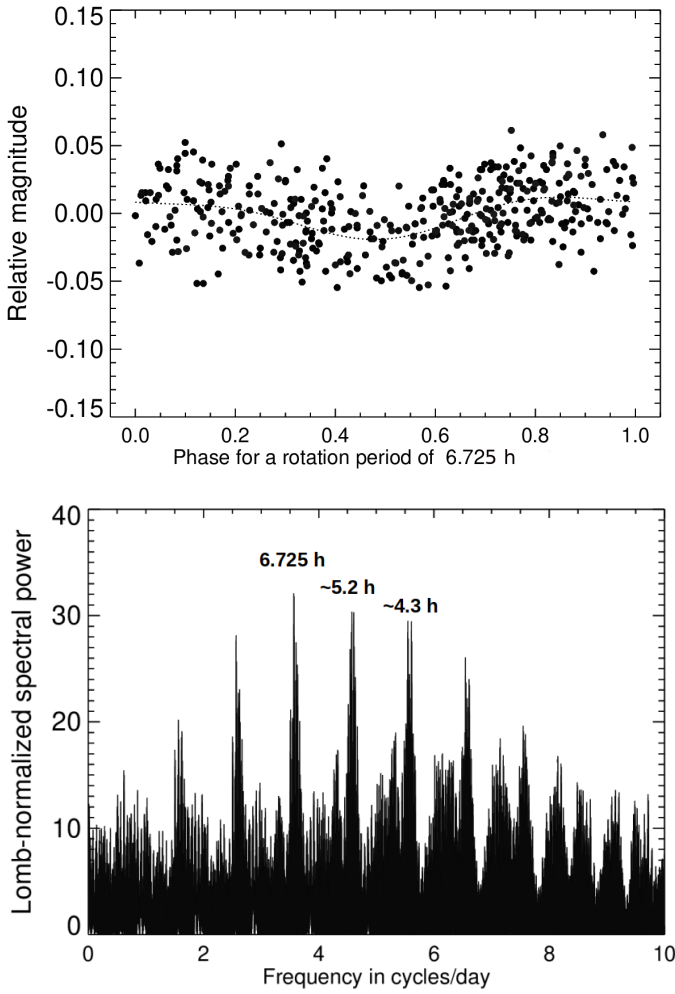 0.15
0.10
0.05
0.00
-0.05
-0.10
-0.15
Relative magnitude
0.0 0.2 0.4 0.6 0.8 1.0
Phase for a rotation period of 6.725 h
40
30
20
10
0
Lomb-normalized spectral power
6.725 h
~5.2 h
~4.3 h
0 2 4 6 8 10
Frequency in cycles/day